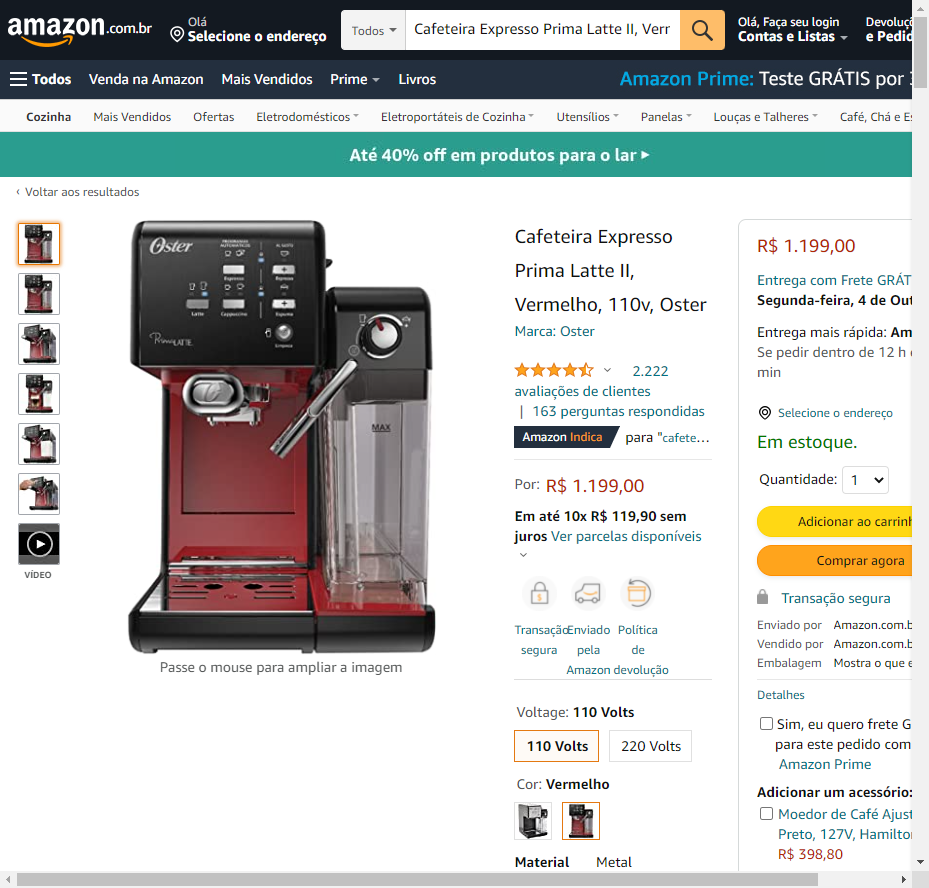 amazon.com.br
Olá
Selecione o endereço
Todos
Cafeteira Expresso Prima Latte II, Verr
Olá, Faça seu login
Contas e Listas
Devoluç
e Pedid
Todos
Venda na Amazon
Mais Vendidos
Prime
Livros
Amazon Prime: Teste GRÁTIS por
Cozinha
Mais Vendidos
Ofertas
Eletrodomésticos
Eletroportáteis de Cozinha
Utensílios
Panelas
Louças e Talheres
Café, Chá e Es
Até 40% off em produtos para o lar
‹ Voltar aos resultados
Oster
PROGRAMAS
AUTOMÁTICOS
Espresso
Latte
Cappuccino
Espuma
Limpeza
PrimaLATTE
MAX
VÍDEO
Passe o mouse para ampliar a imagem
Cafeteira Expresso
Prima Latte II,
Vermelho, 110v, Oster
Marca: Oster
2.222
avaliações de clientes
| 163 perguntas respondidas
Amazon Indica para "cafete…
Por: R$ 1.199,00
Em até 10x R$ 119,90 sem
juros Ver parcelas disponíveis
Transação
segura
Enviado
pela
Amazon
Política
de
devolução
Voltage: 110 Volts
110 Volts
220 Volts
Cor: Vermelho
Material Metal
R$ 1.199,00
Entrega com Frete GRÁT
Segunda-feira, 4 de Out
Entrega mais rápida: Am
Se pedir dentro de 12 h
min
Selecione o endereço
Em estoque.
Quantidade: 1
Adicionar ao carrinh
Comprar agora
Transação segura
Enviado por Amazon.com.b
Vendido por Amazon.com.b
Embalagem Mostra o que e
Detalhes
Sim, eu quero frete G
para este pedido com
Amazon Prime
Adicionar um acessório:
Moedor de Café Ajust
Preto, 127V, Hamilto
R$ 398,80